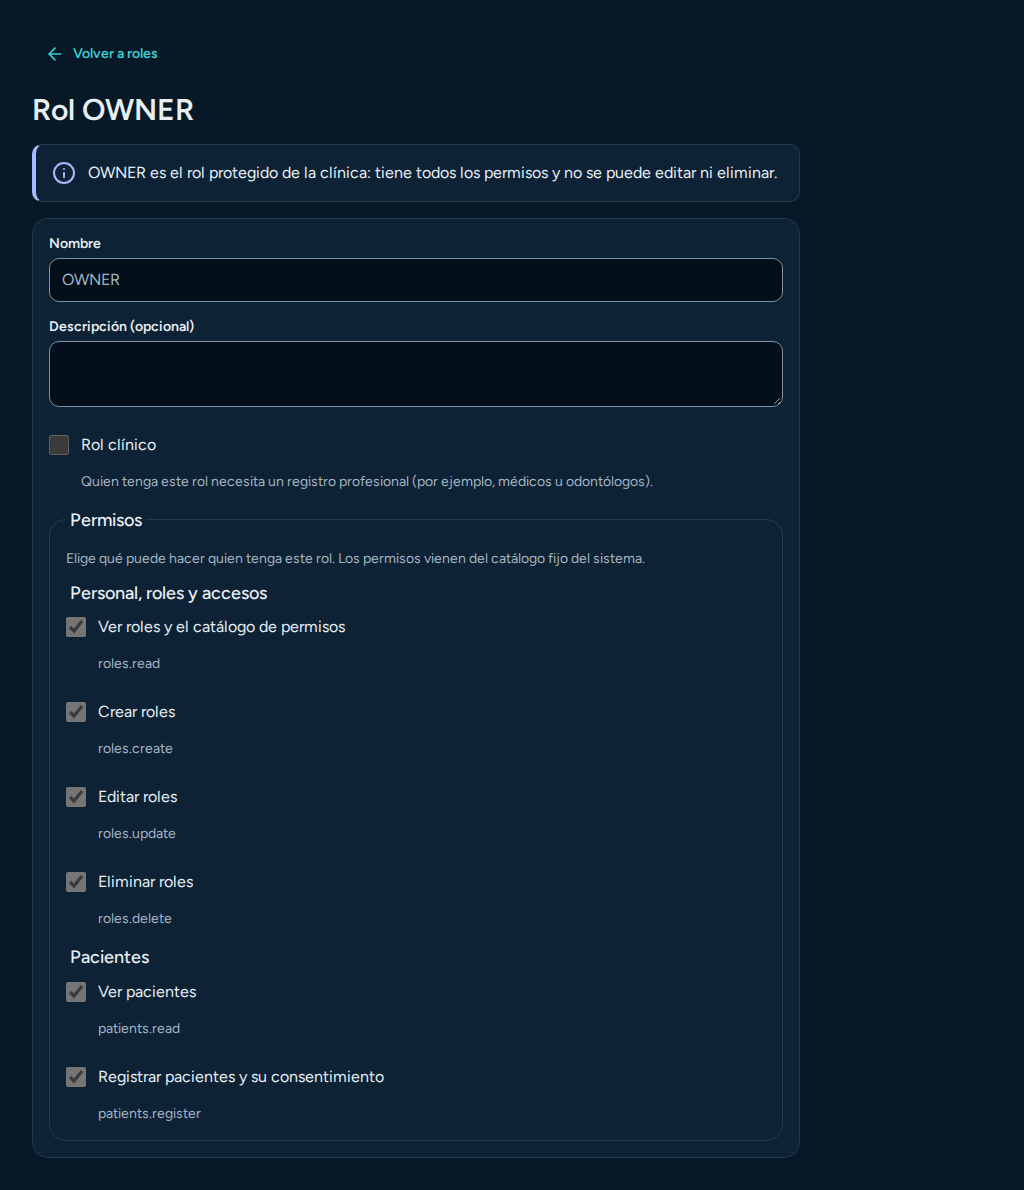 Volver a roles
Rol OWNER
OWNER es el rol protegido de la clínica: tiene todos los permisos y no se puede editar ni eliminar.
Nombre
OWNER
Descripción (opcional)
Rol clínico
Quien tenga este rol necesita un registro profesional (por ejemplo, médicos u odontólogos).
Permisos
Elige qué puede hacer quien tenga este rol. Los permisos vienen del catálogo fijo del sistema.
Personal, roles y accesos
Ver roles y el catálogo de permisos
roles.read
Crear roles
roles.create
Editar roles
roles.update
Eliminar roles
roles.delete
Pacientes
Ver pacientes
patients.read
Registrar pacientes y su consentimiento
patients.register